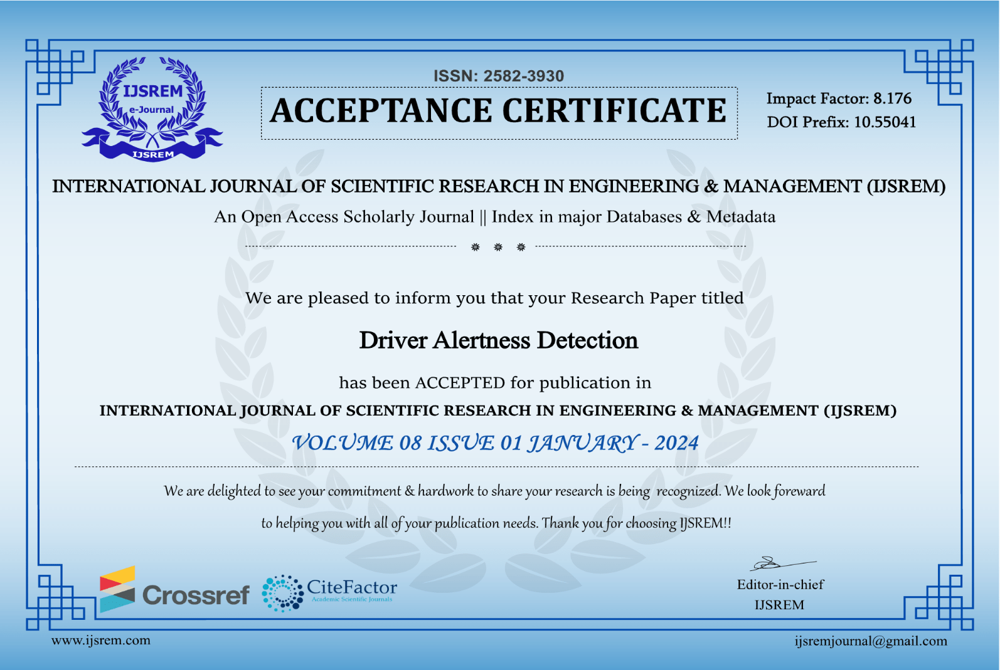 IJSREM
e-Journal
IJSREM
ISSN: 2582-3930
ACCEPTANCE CERTIFICATE
Impact Factor: 8.176
DOI Prefix: 10.55041
INTERNATIONAL JOURNAL OF SCIENTIFIC RESEARCH IN ENGINEERING & MANAGEMENT (IJSREM)
An Open Access Scholarly Journal || Index in major Databases & Metadata
We are pleased to inform you that your Research Paper titled
Driver Alertness Detection
has been ACCEPTED for publication in
INTERNATIONAL JOURNAL OF SCIENTIFIC RESEARCH IN ENGINEERING & MANAGEMENT (IJSREM)
VOLUME 08 ISSUE 01 JANUARY - 2024
We are delighted to see your commitment & hardwork to share your research is being recognized. We look foreward
to helping you with all of your publication needs. Thank you for choosing IJSREM!!
Crossref
CiteFactor
Academic Scientific Journals
Editor-in-chief
IJSREM
www.ijsrem.com
ijsremjournal@gmail.com